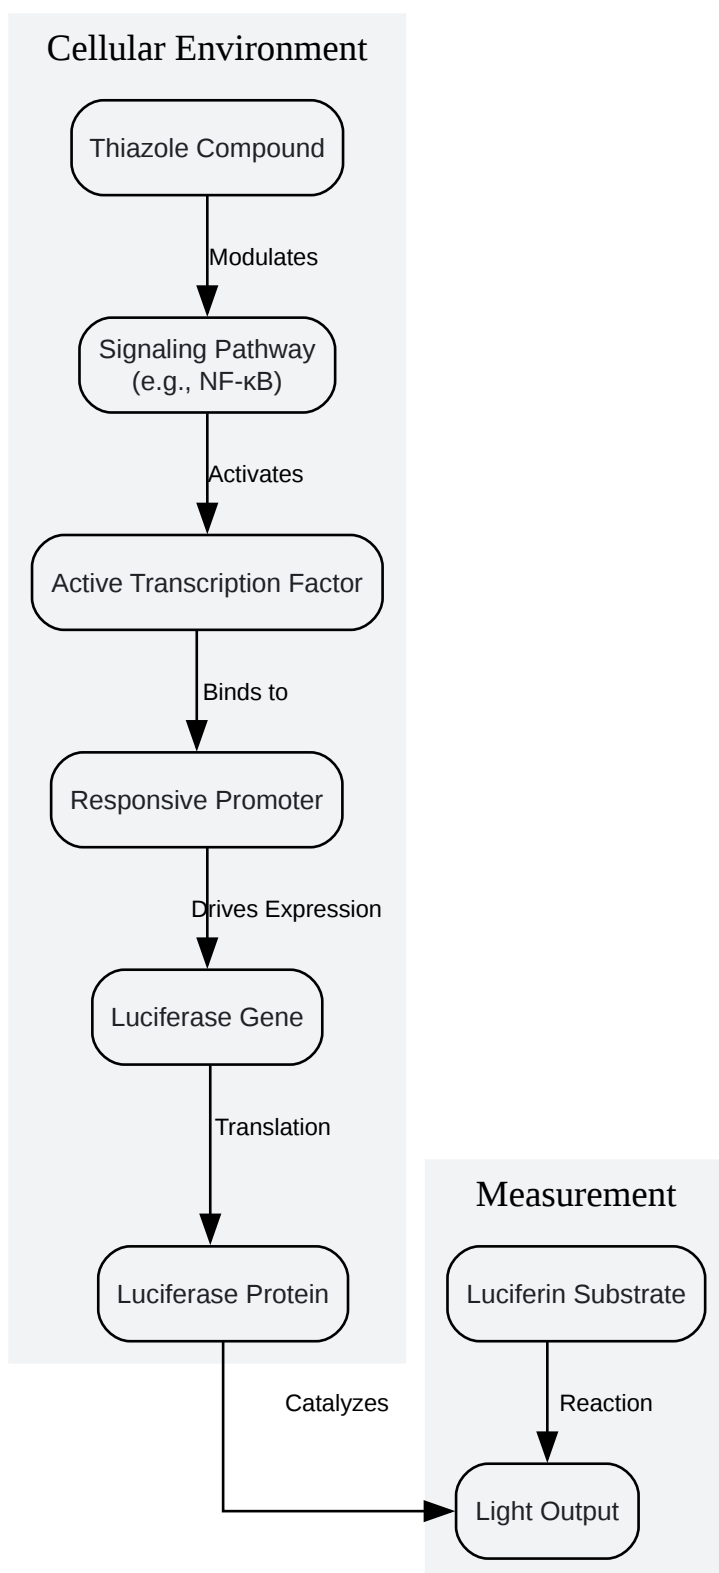 Cellular Environment
Thiazole Compound
Modulates
Signaling Pathway
(e.g., NF-κB)
Activates
Active Transcription Factor
Binds to
Responsive Promoter
Drives Expression
Luciferase Gene
Translation
Luciferase Protein
Catalyzes
Measurement
Luciferin Substrate
Reaction
Light Output